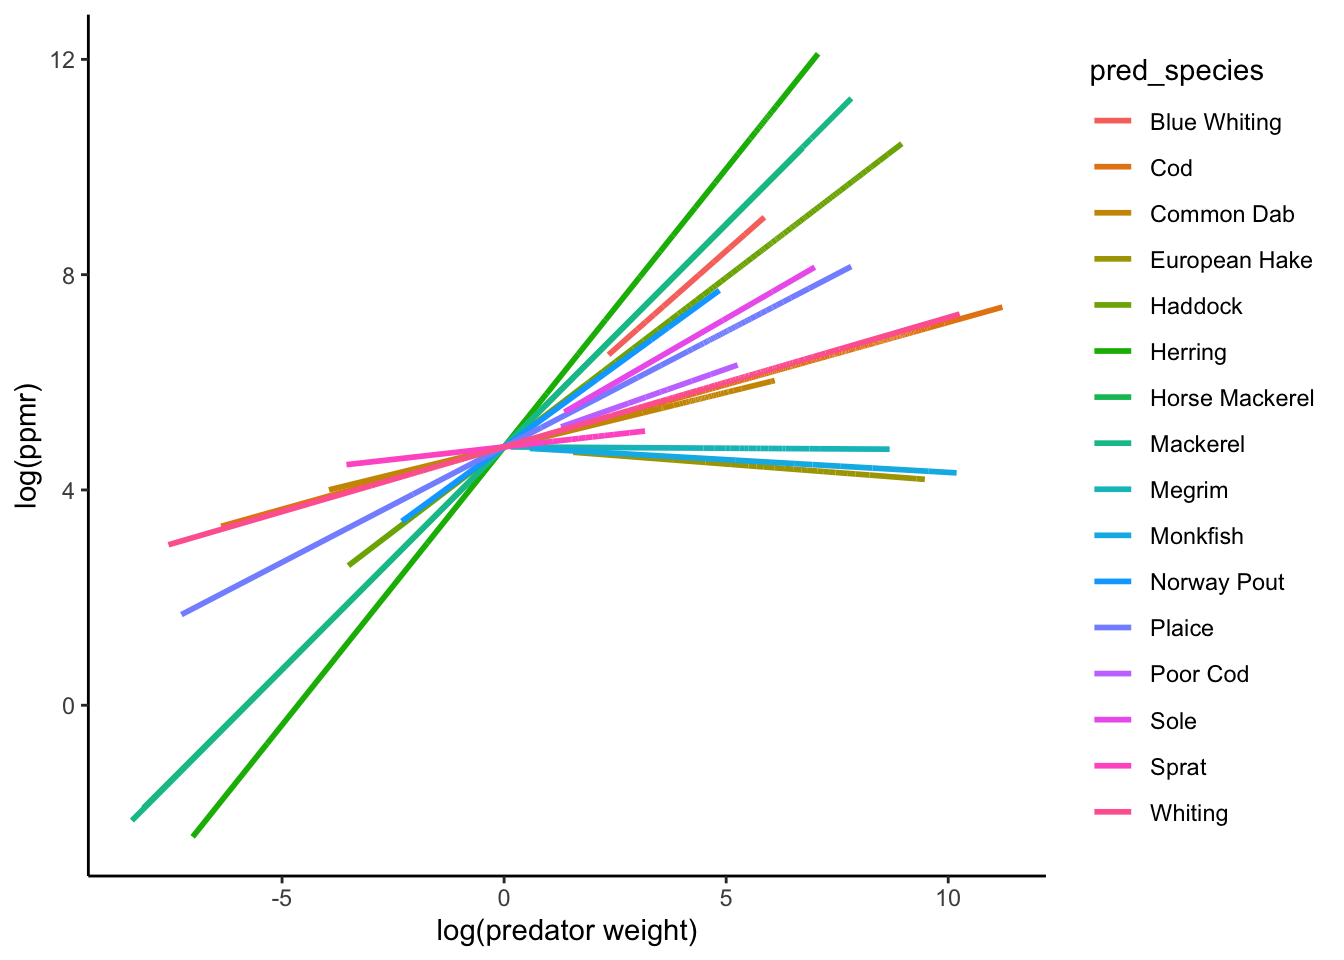 12
8
4
0
log(ppmr)
-5
0
5
10
log(predator weight)
pred_species
Blue Whiting
Cod
Common Dab
European Hake
Haddock
Herring
Horse Mackerel
Mackerel
Megrim
Monkfish
Norway Pout
Plaice
Poor Cod
Sole
Sprat
Whiting